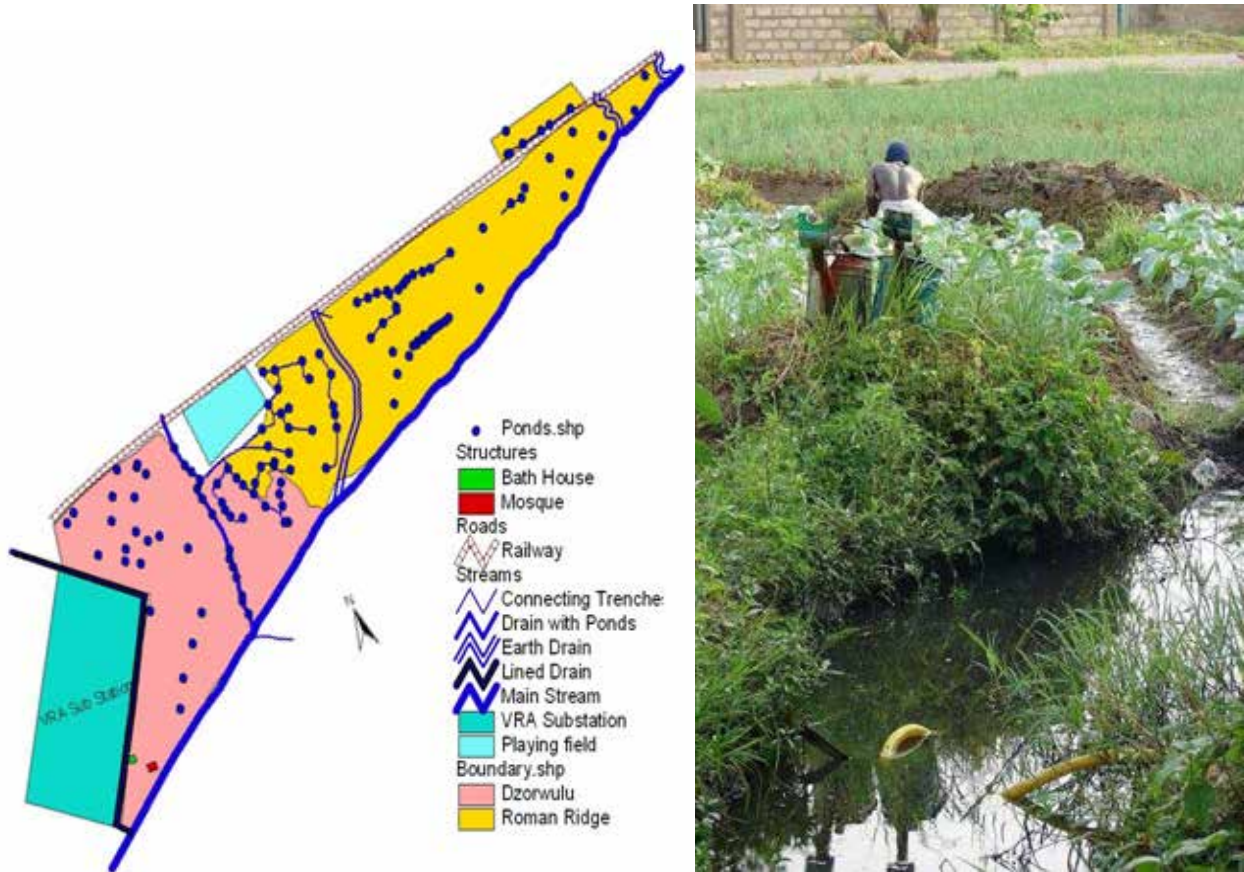 Ponds.shp
Structures
Bath House
Mosque
Roads
Railway
Streams
Connecting Trenche
Drain with Ponds
Earth Drain
Lined Drain
Main Stream
VRA Substation
Playing field
Boundary.shp
Dzorwulu
Roman Ridge
N
VRA Sub Station